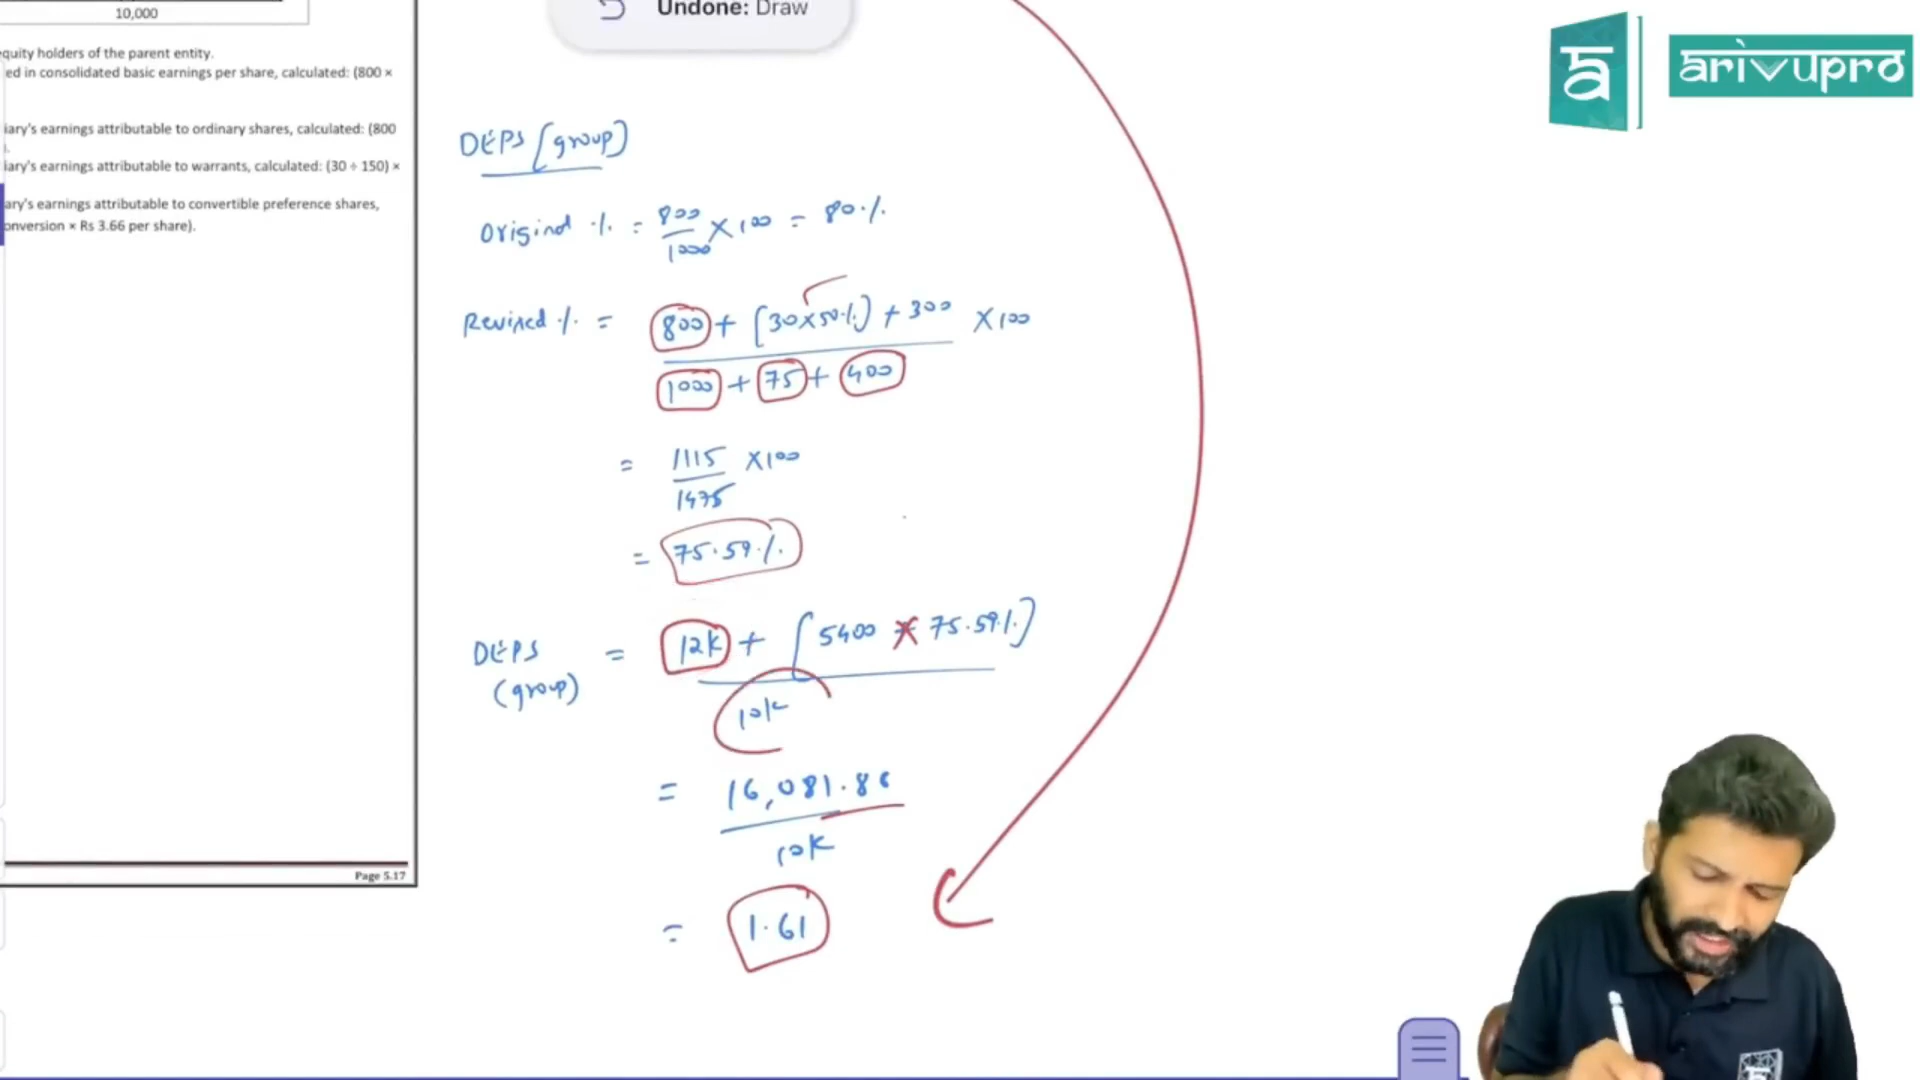 10,000
quity holders of the parent entity.
ed in consolidated basic earnings per share, calculated: (800 ×
iary's earnings attributable to ordinary shares, calculated: (800
).
iary's earnings attributable to warrants, calculated: (30 ÷ 150) ×
ary's earnings attributable to convertible preference shares,
onversion × Rs 3.66 per share).
Page 5.17
Undone: Draw
ā
arivupro
DEPS [group]
Original % = 800/1000 × 100 = 80%
Revised % = 800 + [30×50%] + 300 × 100
1000 + 75 + 400
= 1115/1475 × 100
= 75.59%
DEPS (group) = 12k + [5400 × 75.59%]
10k
= 16,081.86
10k
= 1.61